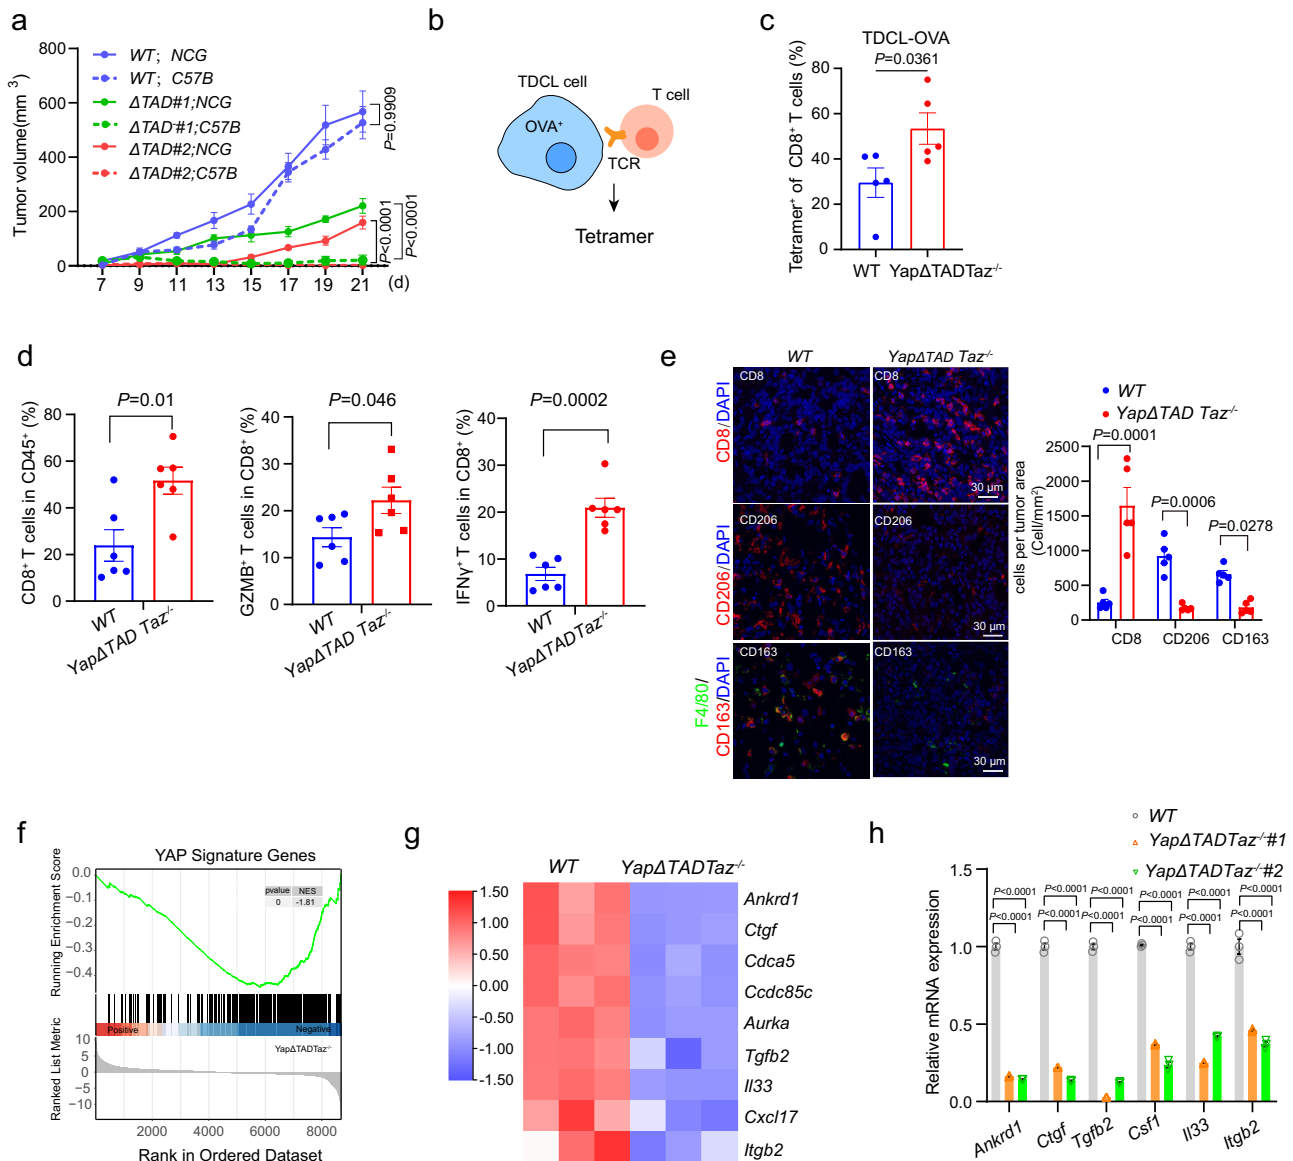 a
Tumor volume(mm³)
800
600
400
200
0
7 9 11 13 15 17 19 21 (d)
WT; NCG
WT; C57B
ΔTAD#1;NCG
ΔTAD#1;C57B
ΔTAD#2;NCG
ΔTAD#2;C57B
P=0.9909
P<0.0001
P<0.0001
b
TDCL cell
T cell
OVA⁺
TCR
Tetramer
c
TDCL-OVA
P=0.0361
Tetramer⁺ of CD8⁺ T cells (%)
80
60
40
20
0
WT YapΔTADTaz⁻/⁻
d
P=0.01
CD8⁺ T cells in CD45⁺ (%)
80
60
40
20
0
WT
YapΔTAD Taz⁻/⁻
P=0.046
GZMB⁺ T cells in CD8⁺ (%)
40
30
20
10
0
WT
YapΔTAD Taz⁻/⁻
P=0.0002
IFNγ⁺ T cells in CD8⁺ (%)
40
30
20
10
0
WT
YapΔTAD Taz⁻/⁻
e
WT YapΔTAD Taz⁻/⁻
CD8/DAPI
CD8
CD8
30 µm
CD206/DAPI
CD206
CD206
30 µm
F4/80/
CD163/DAPI
CD163
CD163
30 µm
WT
YapΔTAD Taz⁻/⁻
P=0.0001
P=0.0006
P=0.0278
cells per tumor area
(Cell/mm²)
2500
2000
1500
1000
500
0
CD8 CD206 CD163
f
YAP Signature Genes
Running Enrichment Score
0.0
−0.1
−0.2
−0.3
−0.4
pvalue NES
0 -1.81
Positive Negative
YapΔTADTaz⁻/⁻
Ranked List Metric
10
5
0
−5
−10
2000 4000 6000 8000
Rank in Ordered Dataset
g
WT YapΔTADTaz⁻/⁻
1.50
1.00
0.50
0.00
-0.50
-1.00
-1.50
Ankrd1
Ctgf
Cdca5
Ccdc85c
Aurka
Tgfb2
Il33
Cxcl17
Itgb2
h
WT
YapΔTADTaz⁻/⁻#1
YapΔTADTaz⁻/⁻#2
Relative mRNA expression
1.5
1.0
0.5
0.0
P<0.0001 P<0.0001 P<0.0001 P<0.0001 P<0.0001 P<0.0001
P<0.0001 P<0.0001 P<0.0001 P<0.0001 P<0.0001 P<0.0001
Ankrd1 Ctgf Tgfb2 Csf1 Il33 Itgb2